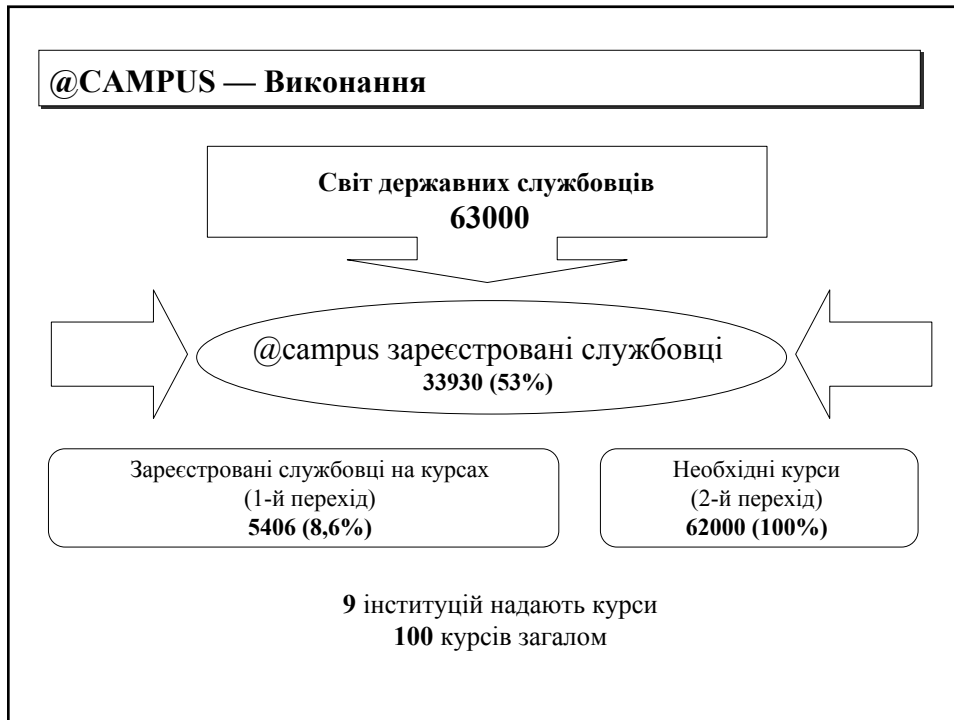 @CAMPUS — Виконання
Світ державних службовців
63000
@campus зареєстровані службовці
33930 (53%)
Зареєстровані службовці на курсах
(1-й перехід)
5406 (8,6%)
Необхідні курси
(2-й перехід)
62000 (100%)
9 інституцій надають курси
100 курсів загалом